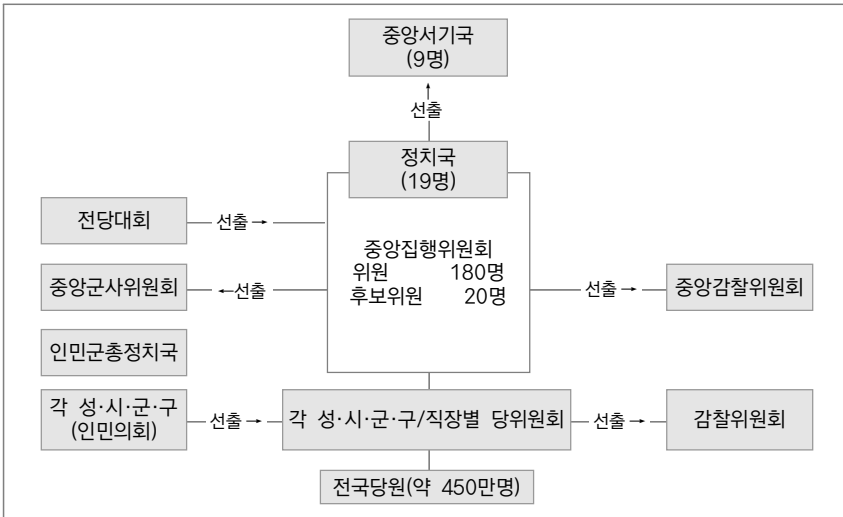 중앙서기국
(9명)
선출
정치국
(19명)
전당대회
선출 →
중앙집행위원회
위원 180명
후보위원 20명
중앙군사위원회
←선출
선출 →
중앙감찰위원회
인민군총정치국
각 성·시·군·구
(인민의회)
선출 →
각 성·시·군·구/직장별 당위원회
선출 →
감찰위원회
전국당원(약 450만명)